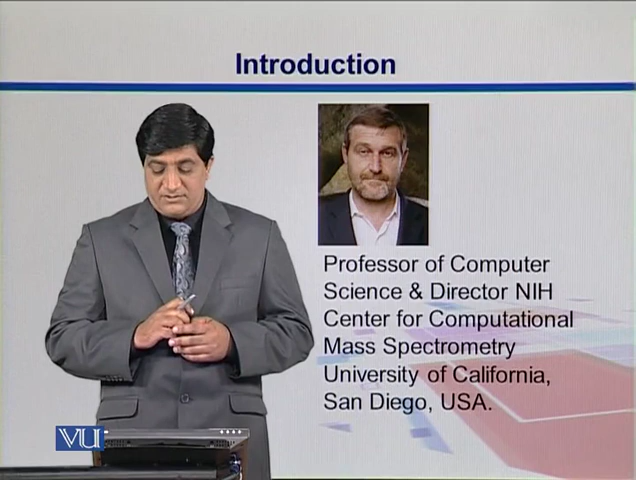 Introduction
Professor of Computer
Science & Director NIH
Center for Computational
Mass Spectrometry
University of California,
San Diego, USA.
VU